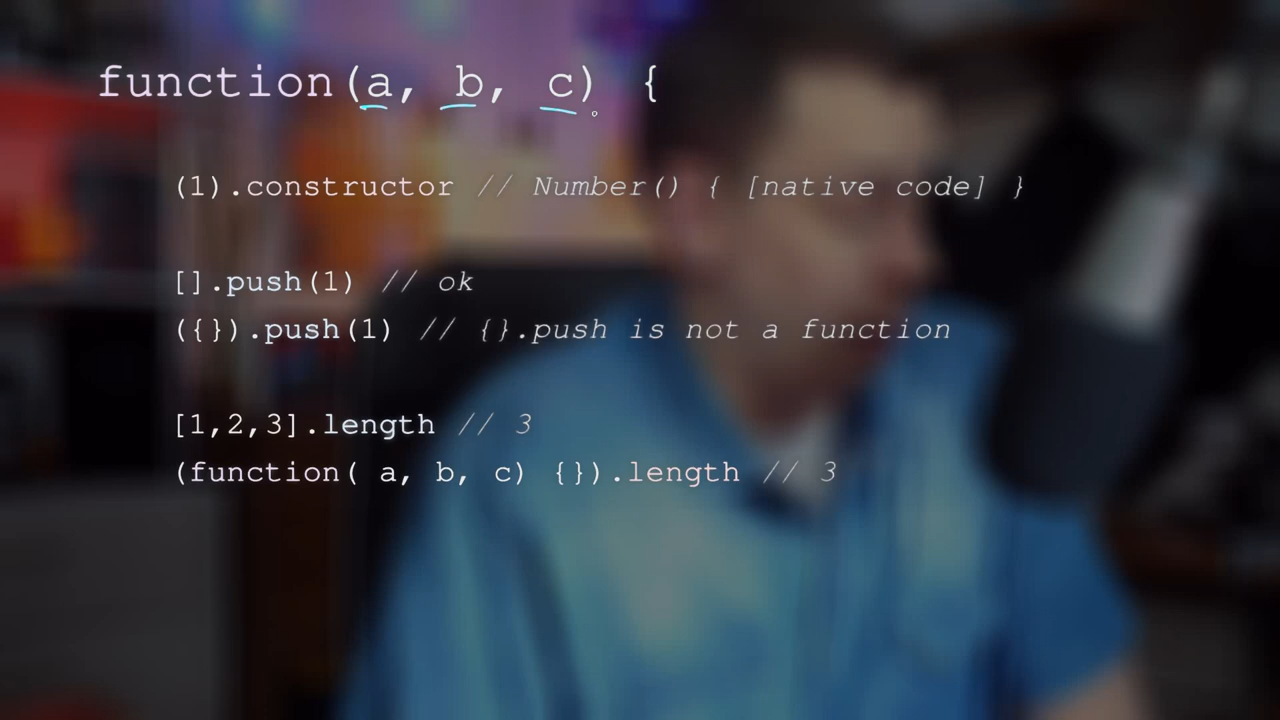 function(a, b, c) {
(1).constructor // Number() { [native code] }
[].push(1) // ok
({}).push(1) // {}.push is not a function
[1,2,3].length // 3
(function( a, b, c) {}).length // 3